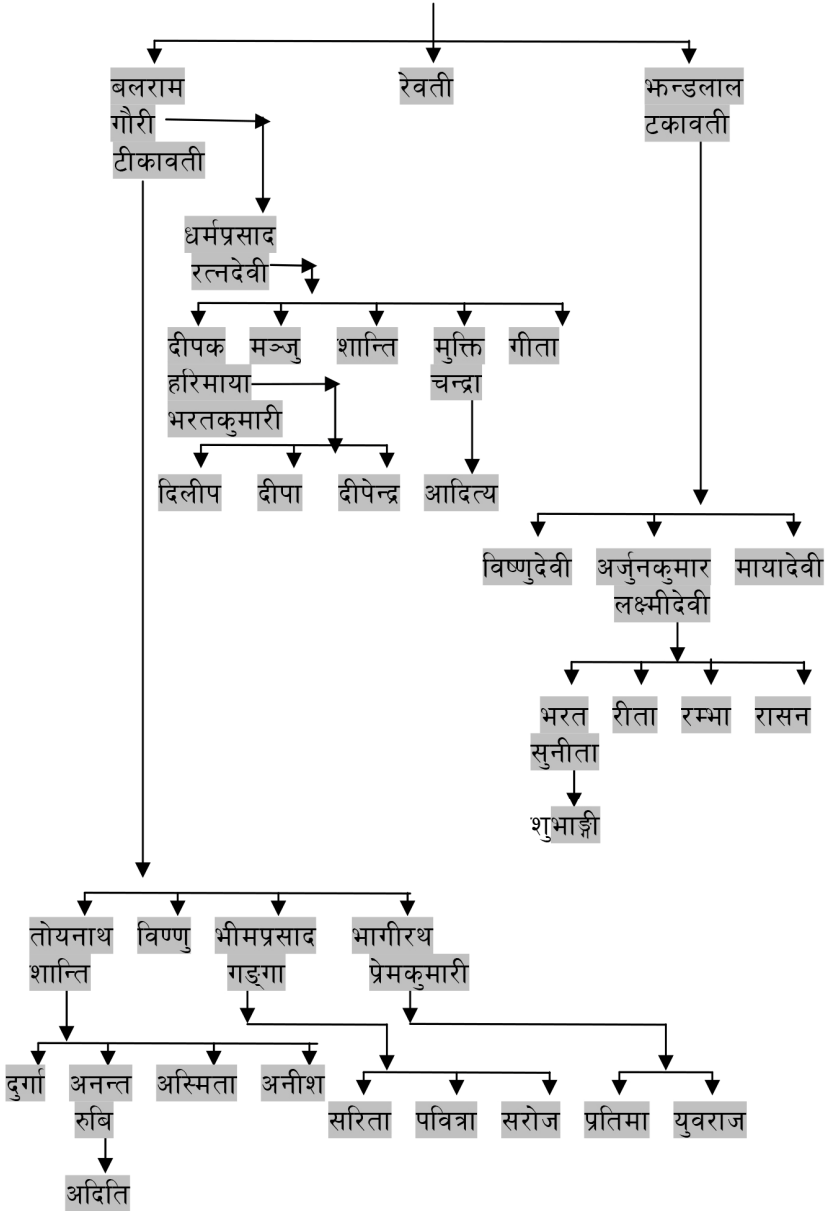 बलराम रेवती झन्डलाल
गौरी टकावती
टीकावती
धर्मप्रसाद
रत्नदेवी
दीपक मञ्जु शान्ति मुक्ति गीता
हरिमाया चन्द्रा
भरतकुमारी
दिलीप दीपा दीपेन्द्र आदित्य
विष्णुदेवी अर्जुनकुमार मायादेवी
लक्ष्मीदेवी
भरत रीता रम्भा रासन
सुनीता
शुभाङ्गी
तोयनाथ विष्णु भीमप्रसाद भागीरथ
शान्ति गङ्गा प्रेमकुमारी
दुर्गा अनन्त अस्मिता अनीश
रुबि सरिता पवित्रा सरोज प्रतिमा युवराज
अदिति